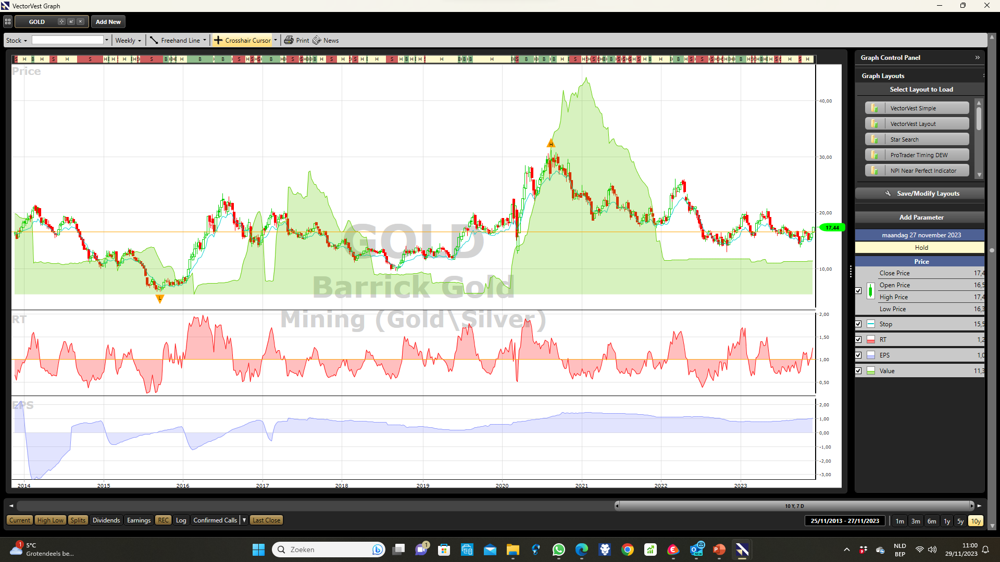 VectorVest Graph
GOLD
Add New
Stock
Weekly
Freehand Line
Crosshair Cursor
Print
News
Price
GOLD
Barrick Gold
Mining (Gold\Silver)
H
L
40,00
30,00
20,00
17,44
10,00
RT
2,00
1,50
1,00
0,50
EPS
2,00
1,00
0,00
-1,00
-2,00
-3,00
2014 2015 2016 2017 2018 2019 2020 2021 2022 2023
Graph Control Panel
Graph Layouts
Select Layout to Load
VectorVest Simple
VectorVest Layout
Star Search
ProTrader Timing DEW
NPI Near Perfect Indicator
Save/Modify Layouts
Add Parameter
maandag 27 november 2023
Hold
Price
Close Price 17,4
Open Price 16,5
High Price 17,4
Low Price 16,3
Stop 15,5
RT 1,2
EPS 1,0
Value 11,3
10 Y, 7 D
Current High Low Splits Dividends Earnings REC Log Confirmed Calls Last Close
25/11/2013 - 27/11/2023 1m 3m 6m 1y 5y 10y
1
5°C
Grotendeels be...
Zoeken
1
NEW
NLD
BEP
11:00
29/11/2023